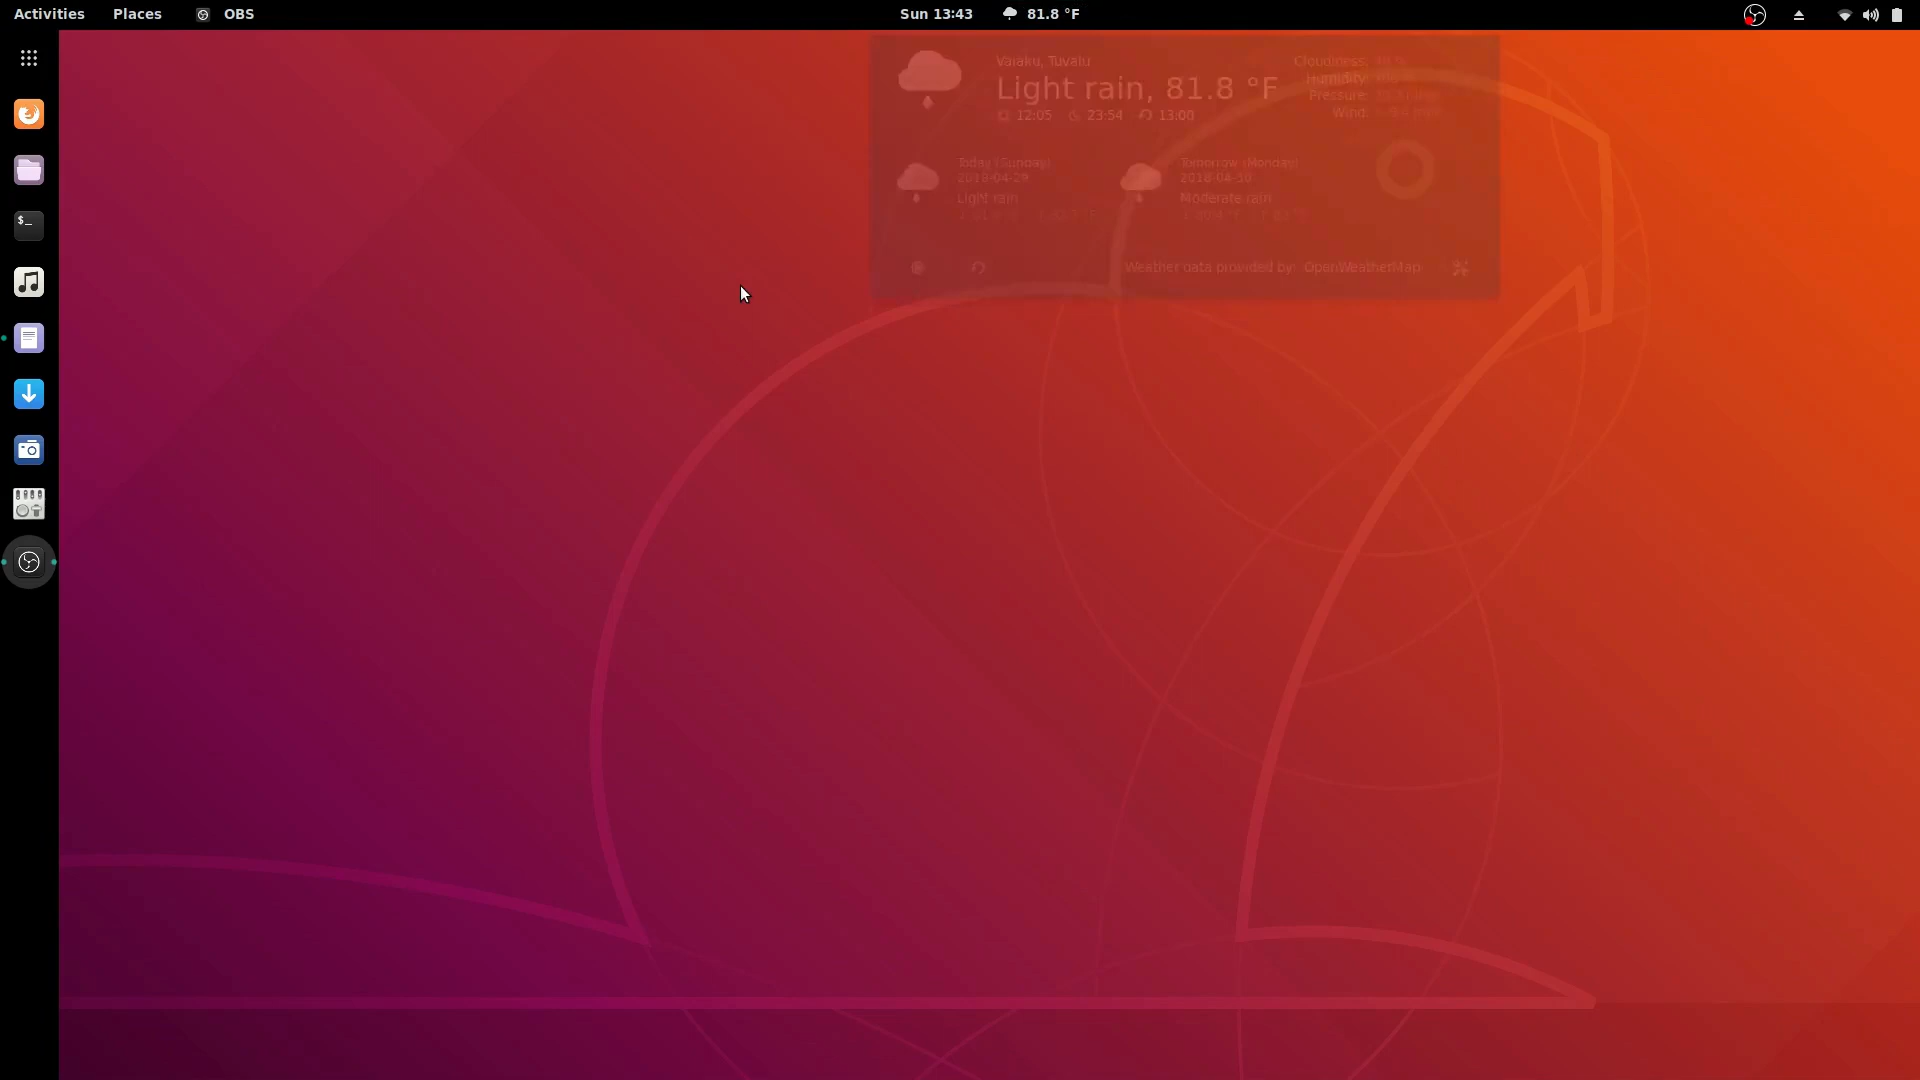 Activities Places OBS Sun 13:43 81.8 °F
Vaiaku, Tuvalu
Light rain, 81.8 °F
12:05 23:54 13:00
Cloudiness:
Humidity:
Pressure:
Wind:
Today (Sunday)
2018-04-29
Light rain
Tomorrow (Monday)
2018-04-30
Moderate rain
Weather data provided by: OpenWeatherMap
$_